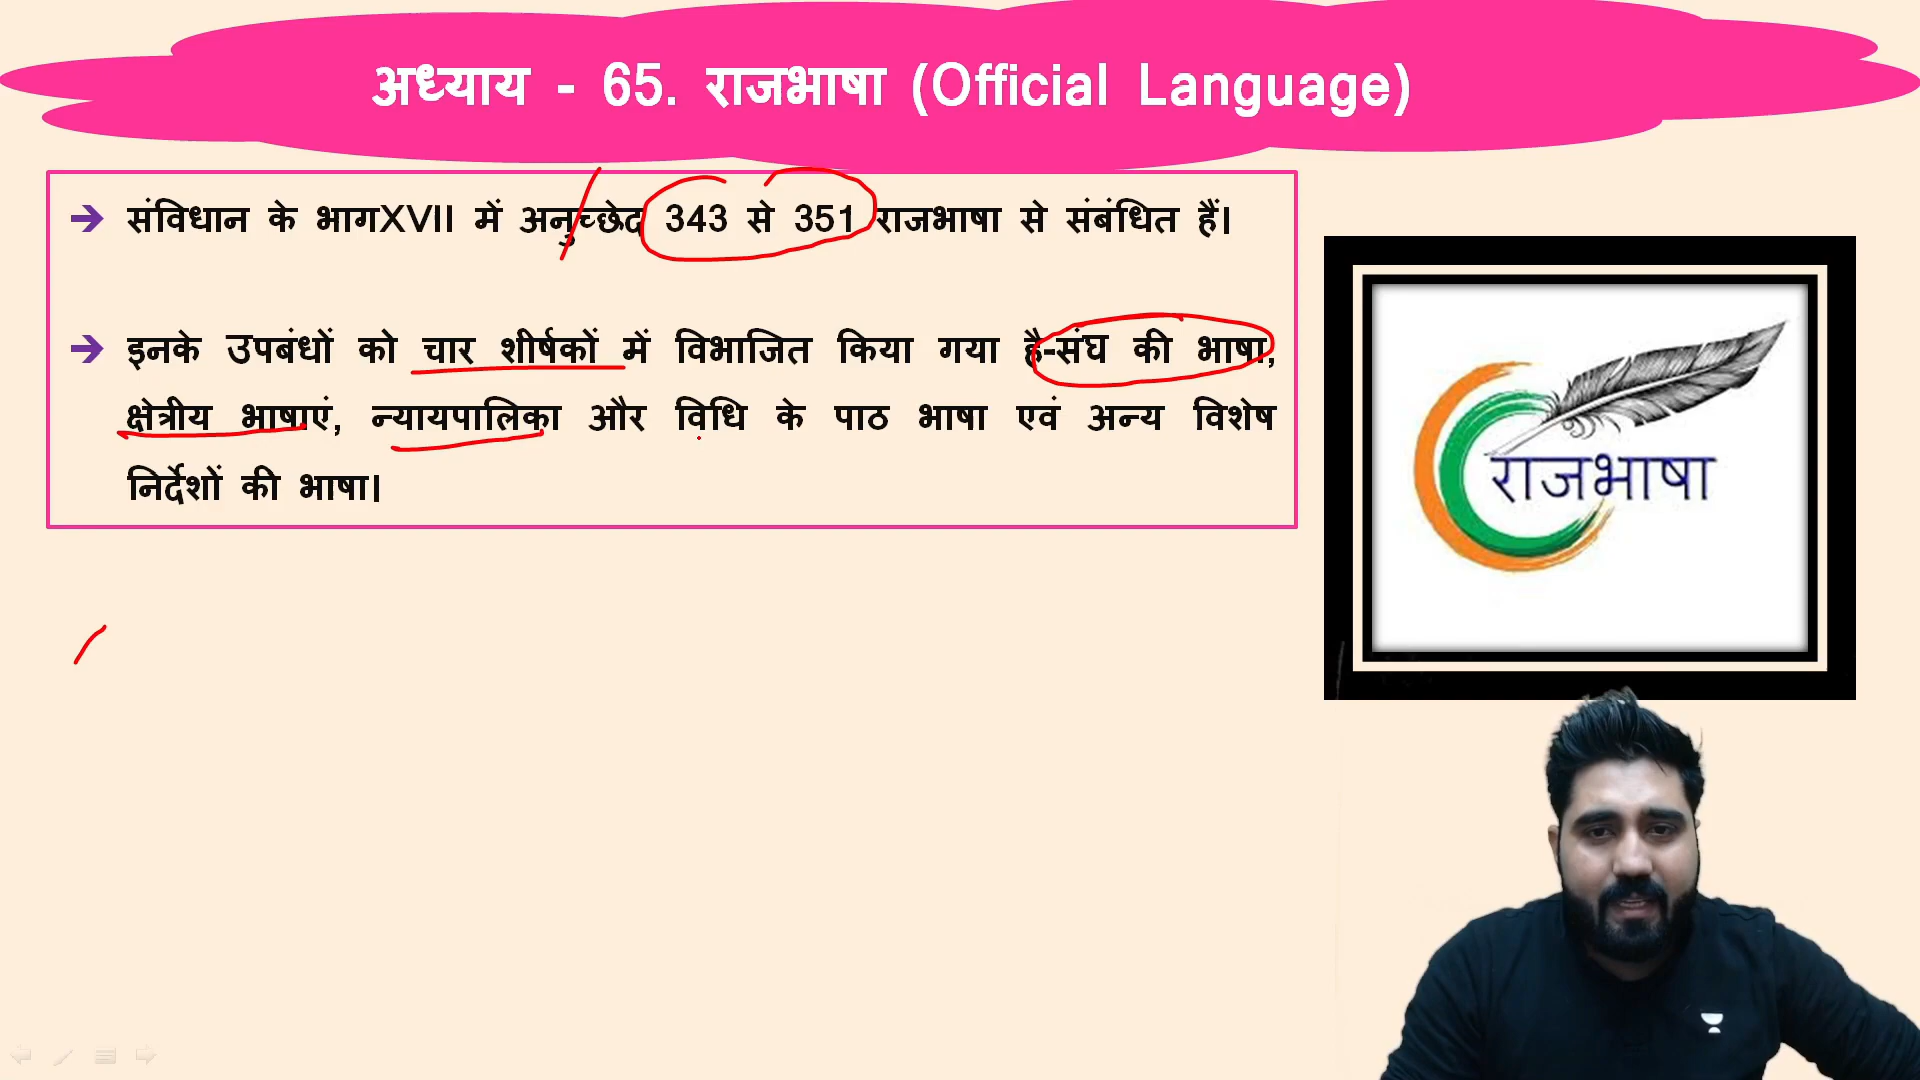 अध्याय - 65. राजभाषा (Official Language)
संविधान के भागXVII में अनुच्छेद 343 से 351 राजभाषा से संबंधित हैं।
इनके उपबंधों को चार शीर्षकों में विभाजित किया गया है-संघ की भाषा,
क्षेत्रीय भाषाएं, न्यायपालिका और विधि के पाठ भाषा एवं अन्य विशेष
निर्देशों की भाषा।
राजभाषा